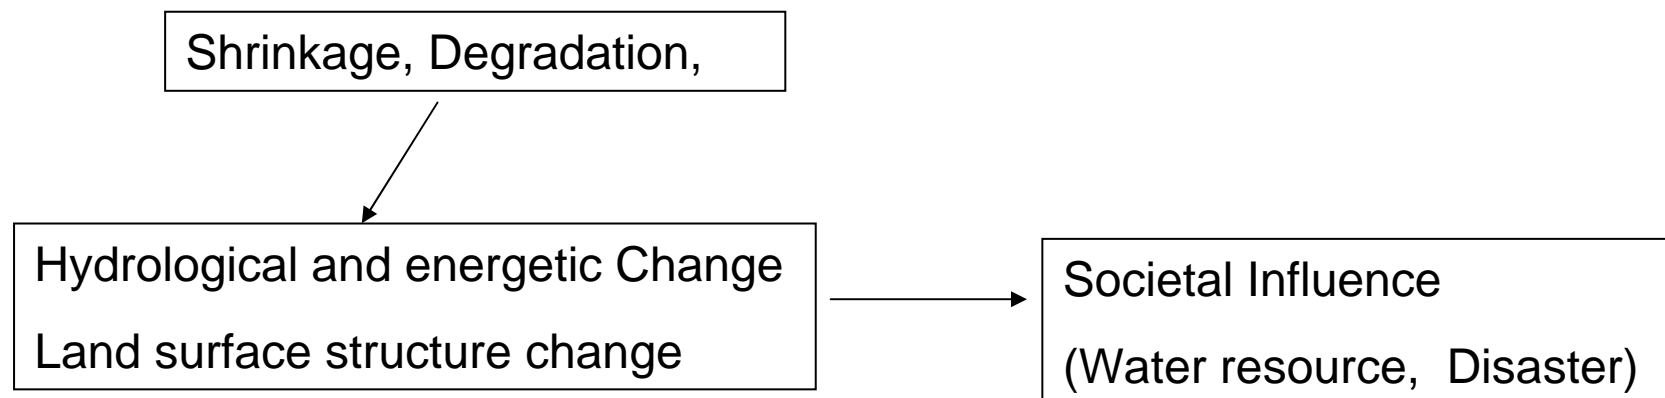 Shrinkage, Degradation,
Hydrological and energetic Change
Land surface structure change
Societal Influence
(Water resource, Disaster)